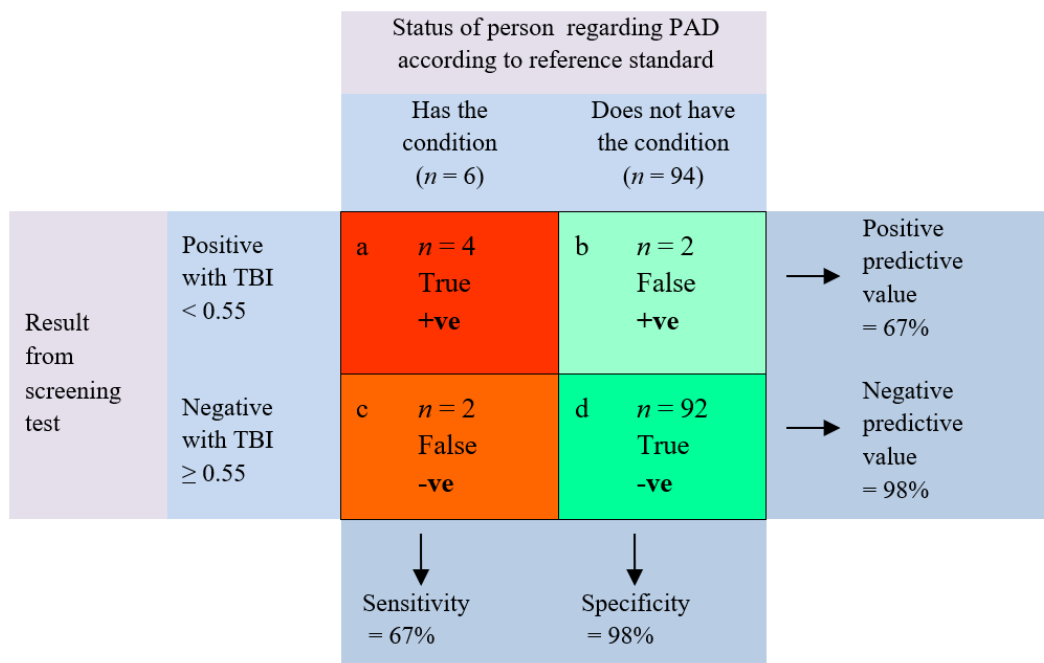 Status of person regarding PAD
according to reference standard
Has the
condition
(n = 6)
Does not have
the condition
(n = 94)
Result
from
screening
test
Positive
with TBI
< 0.55
a
n = 4
True
+ve
b
n = 2
False
+ve
Positive
predictive
value
= 67%
Negative
with TBI
≥ 0.55
c
n = 2
False
-ve
d
n = 92
True
-ve
Negative
predictive
value
= 98%
Sensitivity
= 67%
Specificity
= 98%